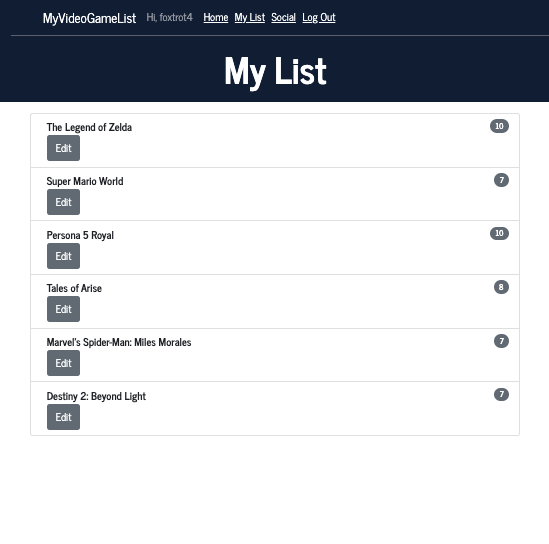 MyVideoGameList Hi, foxtrot4 Home My List Social Log Out
My List
The Legend of Zelda 10
Edit
Super Mario World 7
Edit
Persona 5 Royal 10
Edit
Tales of Arise 8
Edit
Marvel's Spider-Man: Miles Morales 7
Edit
Destiny 2: Beyond Light 7
Edit